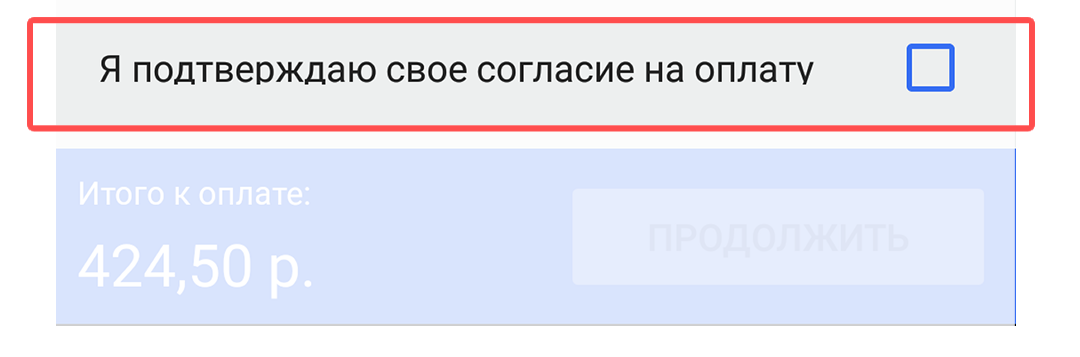 Я подтверждаю свое согласие на оплату
Итого к оплате:
424,50 р.
ПРОДОЛЖИТЬ